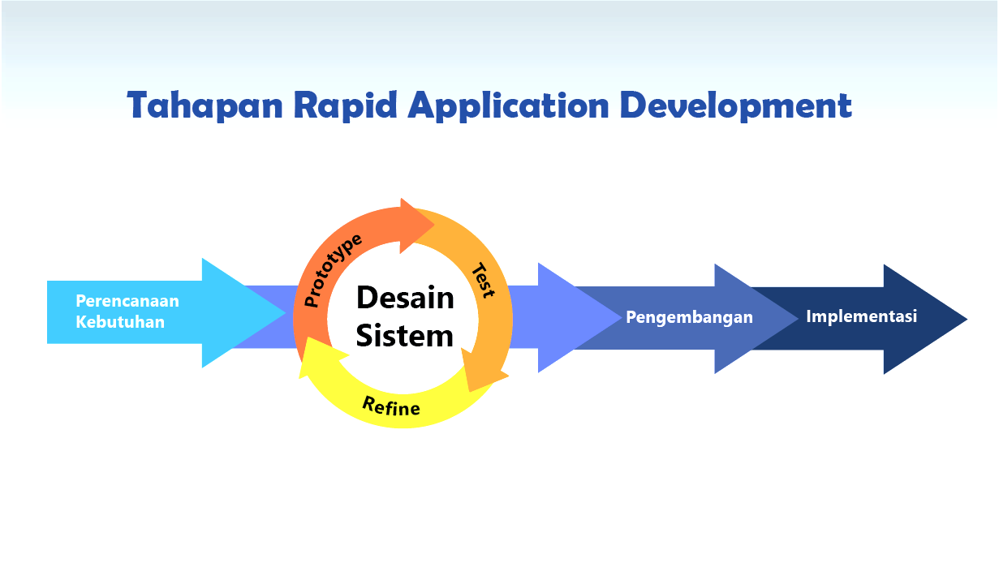 Tahapan Rapid Application Development
Perencanaan
Kebutuhan
Prototype
Test
Refine
Desain
Sistem
Pengembangan
Implementasi